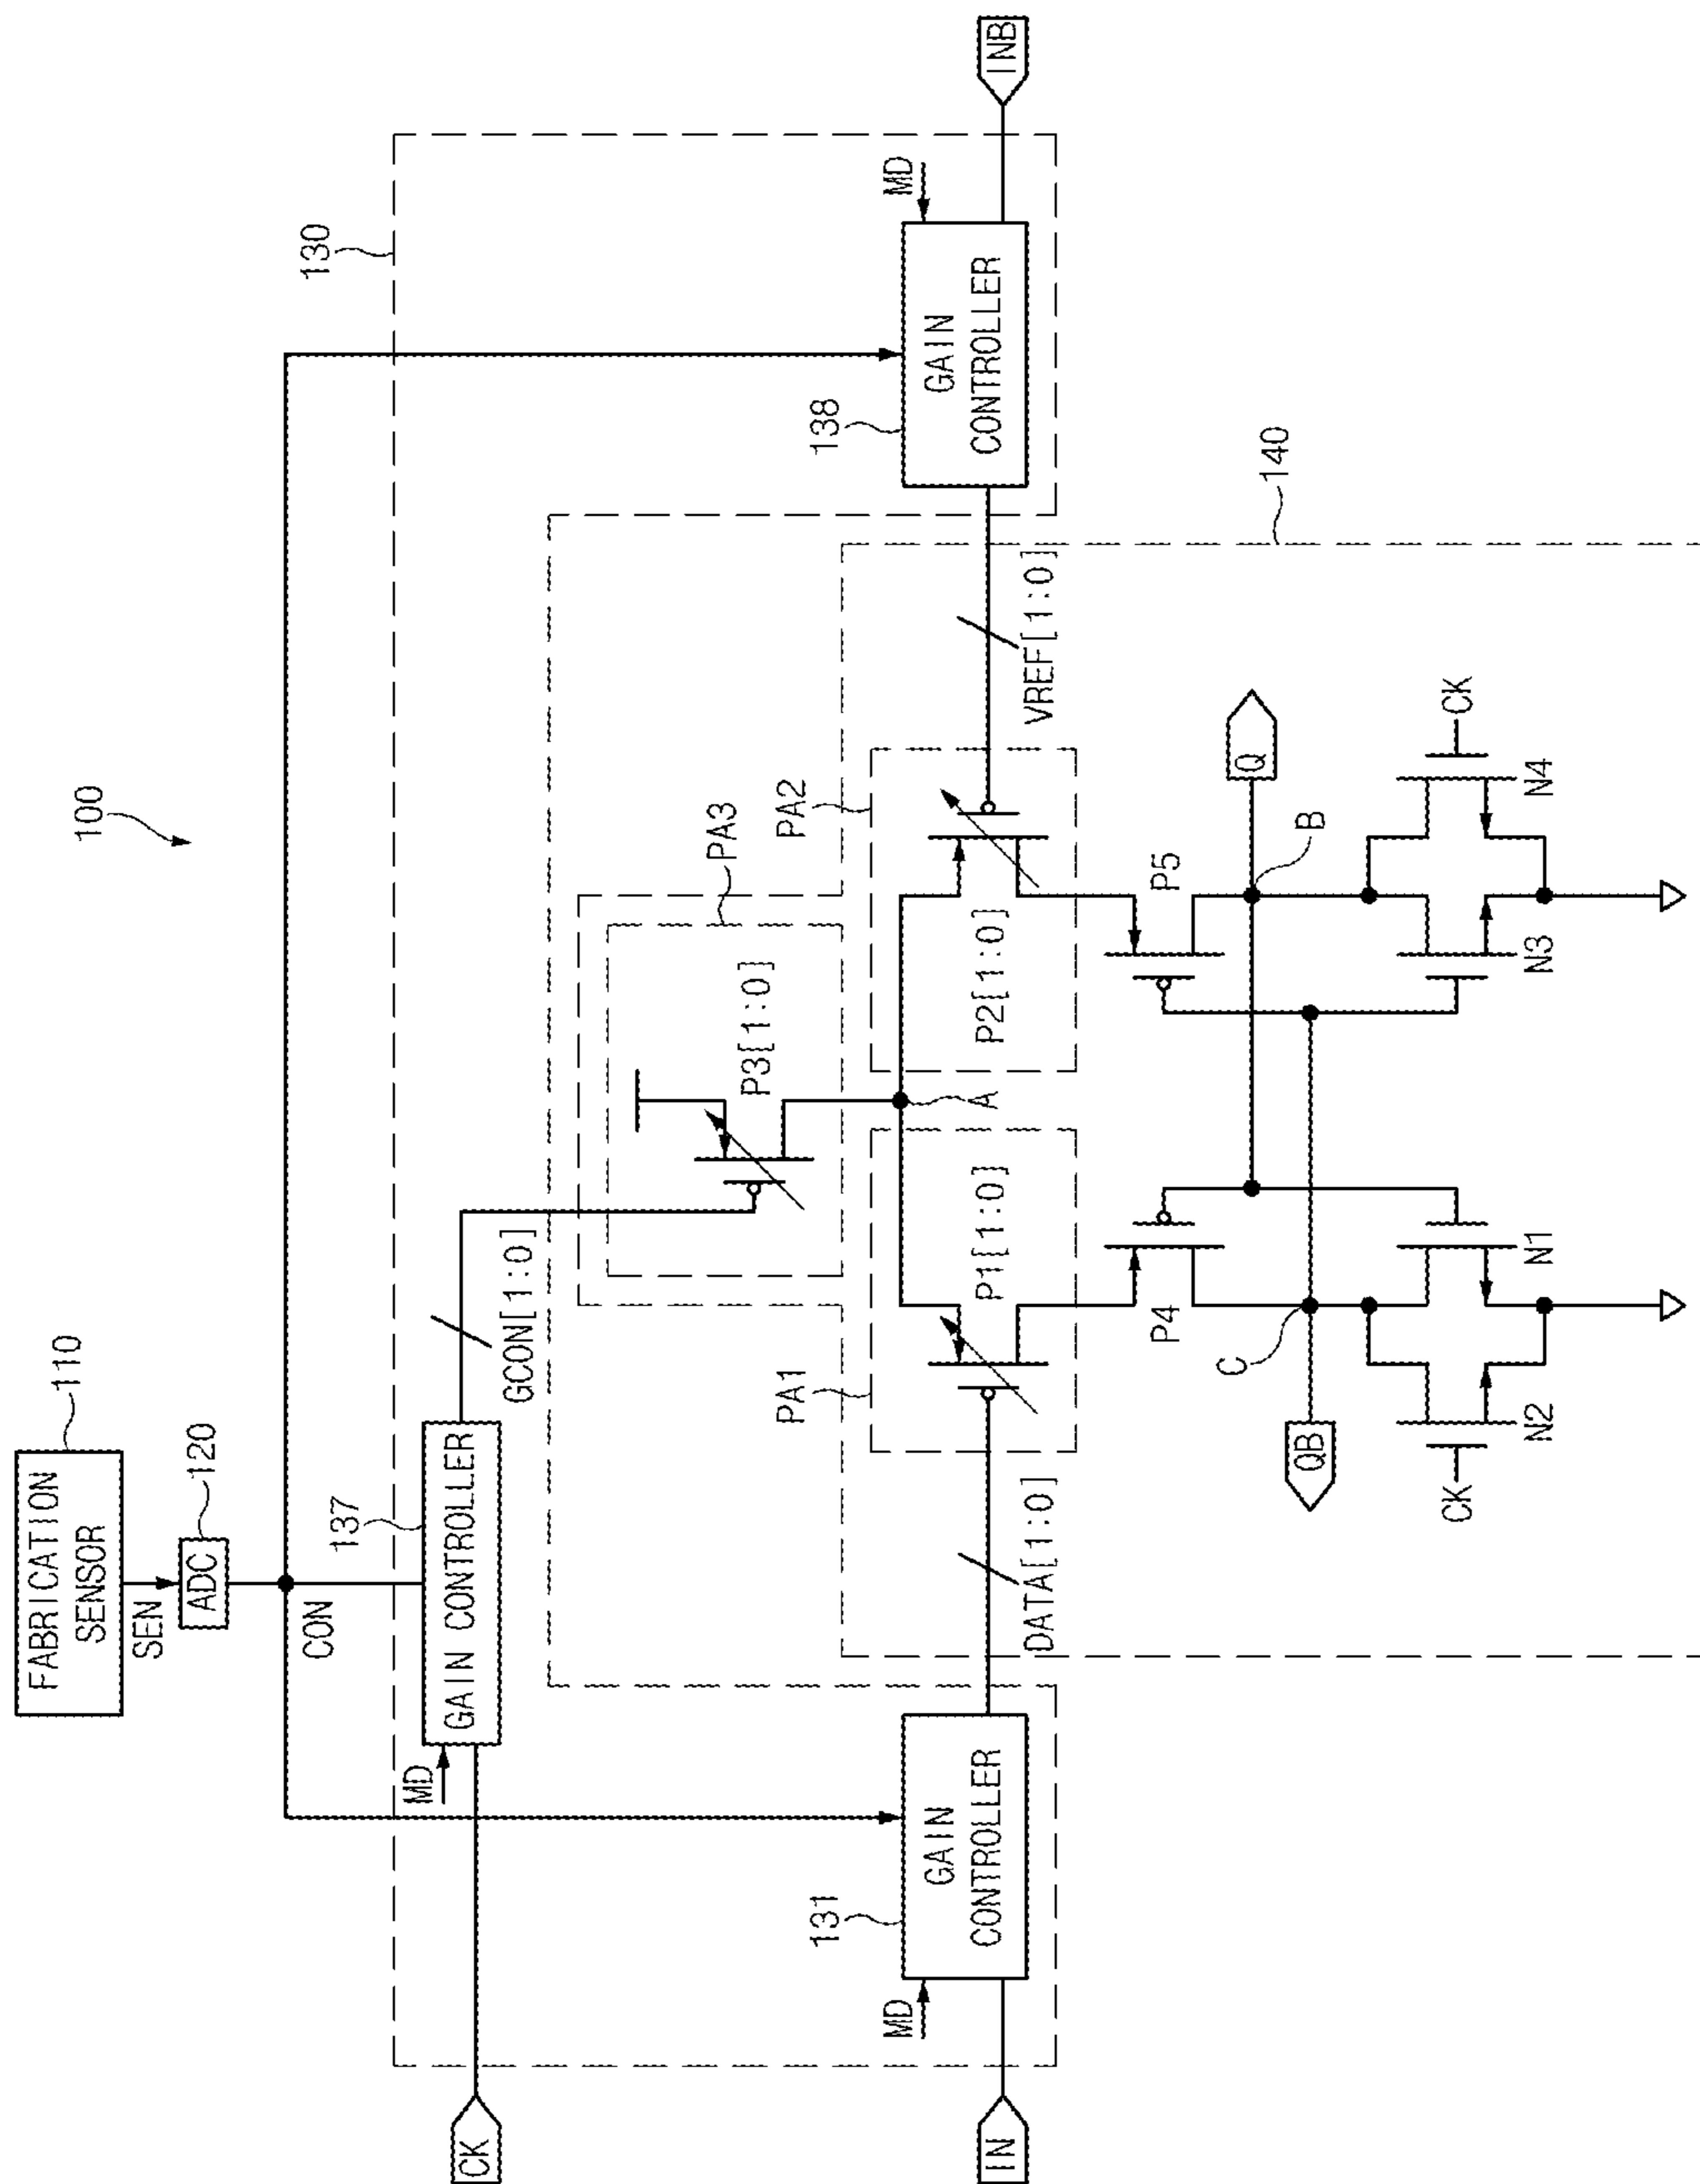 100
FABRICATION
SENSOR
110
SEN
ADC
120
CON
130
GAIN CONTROLLER
137
MD
CK
GCON[1:0]
PA3
P3[1:0]
A
MD
GAIN
CONTROLLER
131
IN
DATA[1:0]
PA1
P1[1:0]
PA2
P2[1:0]
VREF[1:0]
GAIN
CONTROLLER
138
MD
INB
140
P4
P5
C
B
QB
Q
CK
N2
N1
N3
N4
CK